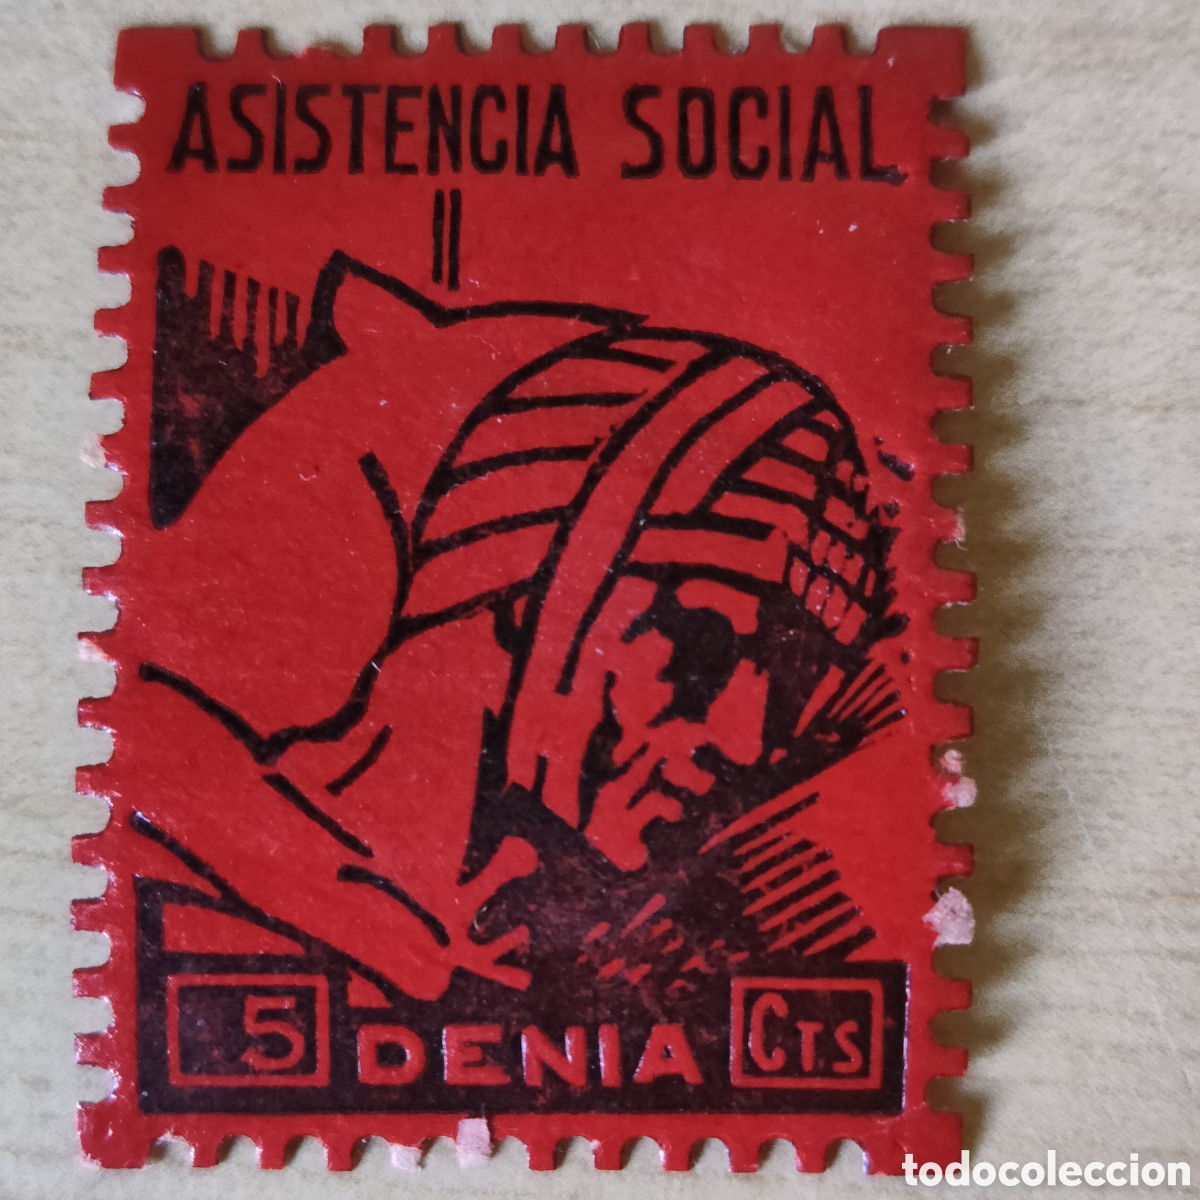 ASISTENCIA SOCIAL
5 DENIA CTS
todocoleccion